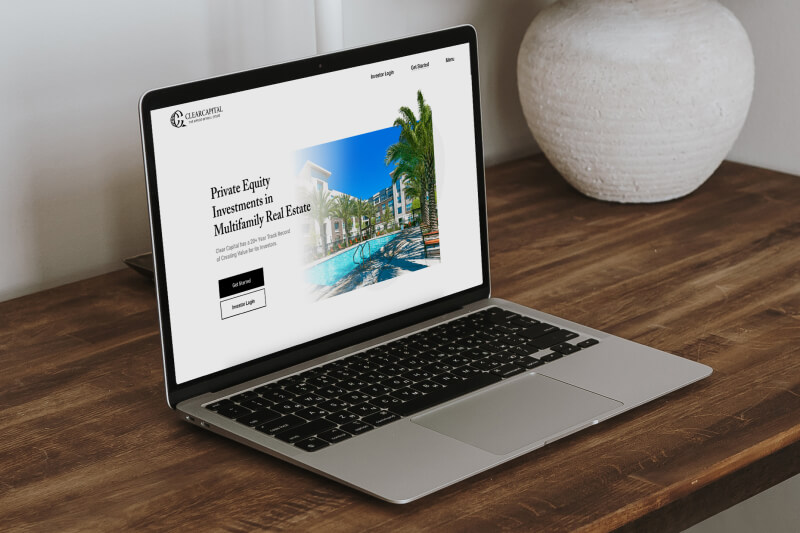 Investor Login
Get Started
Menu
CLEARCAPITAL
Private Equity
Investments in
Multifamily Real Estate
Clear Capital has a 20+ Year Track Record
of Creating Value for Its Investors.
Get Started
Investor Login